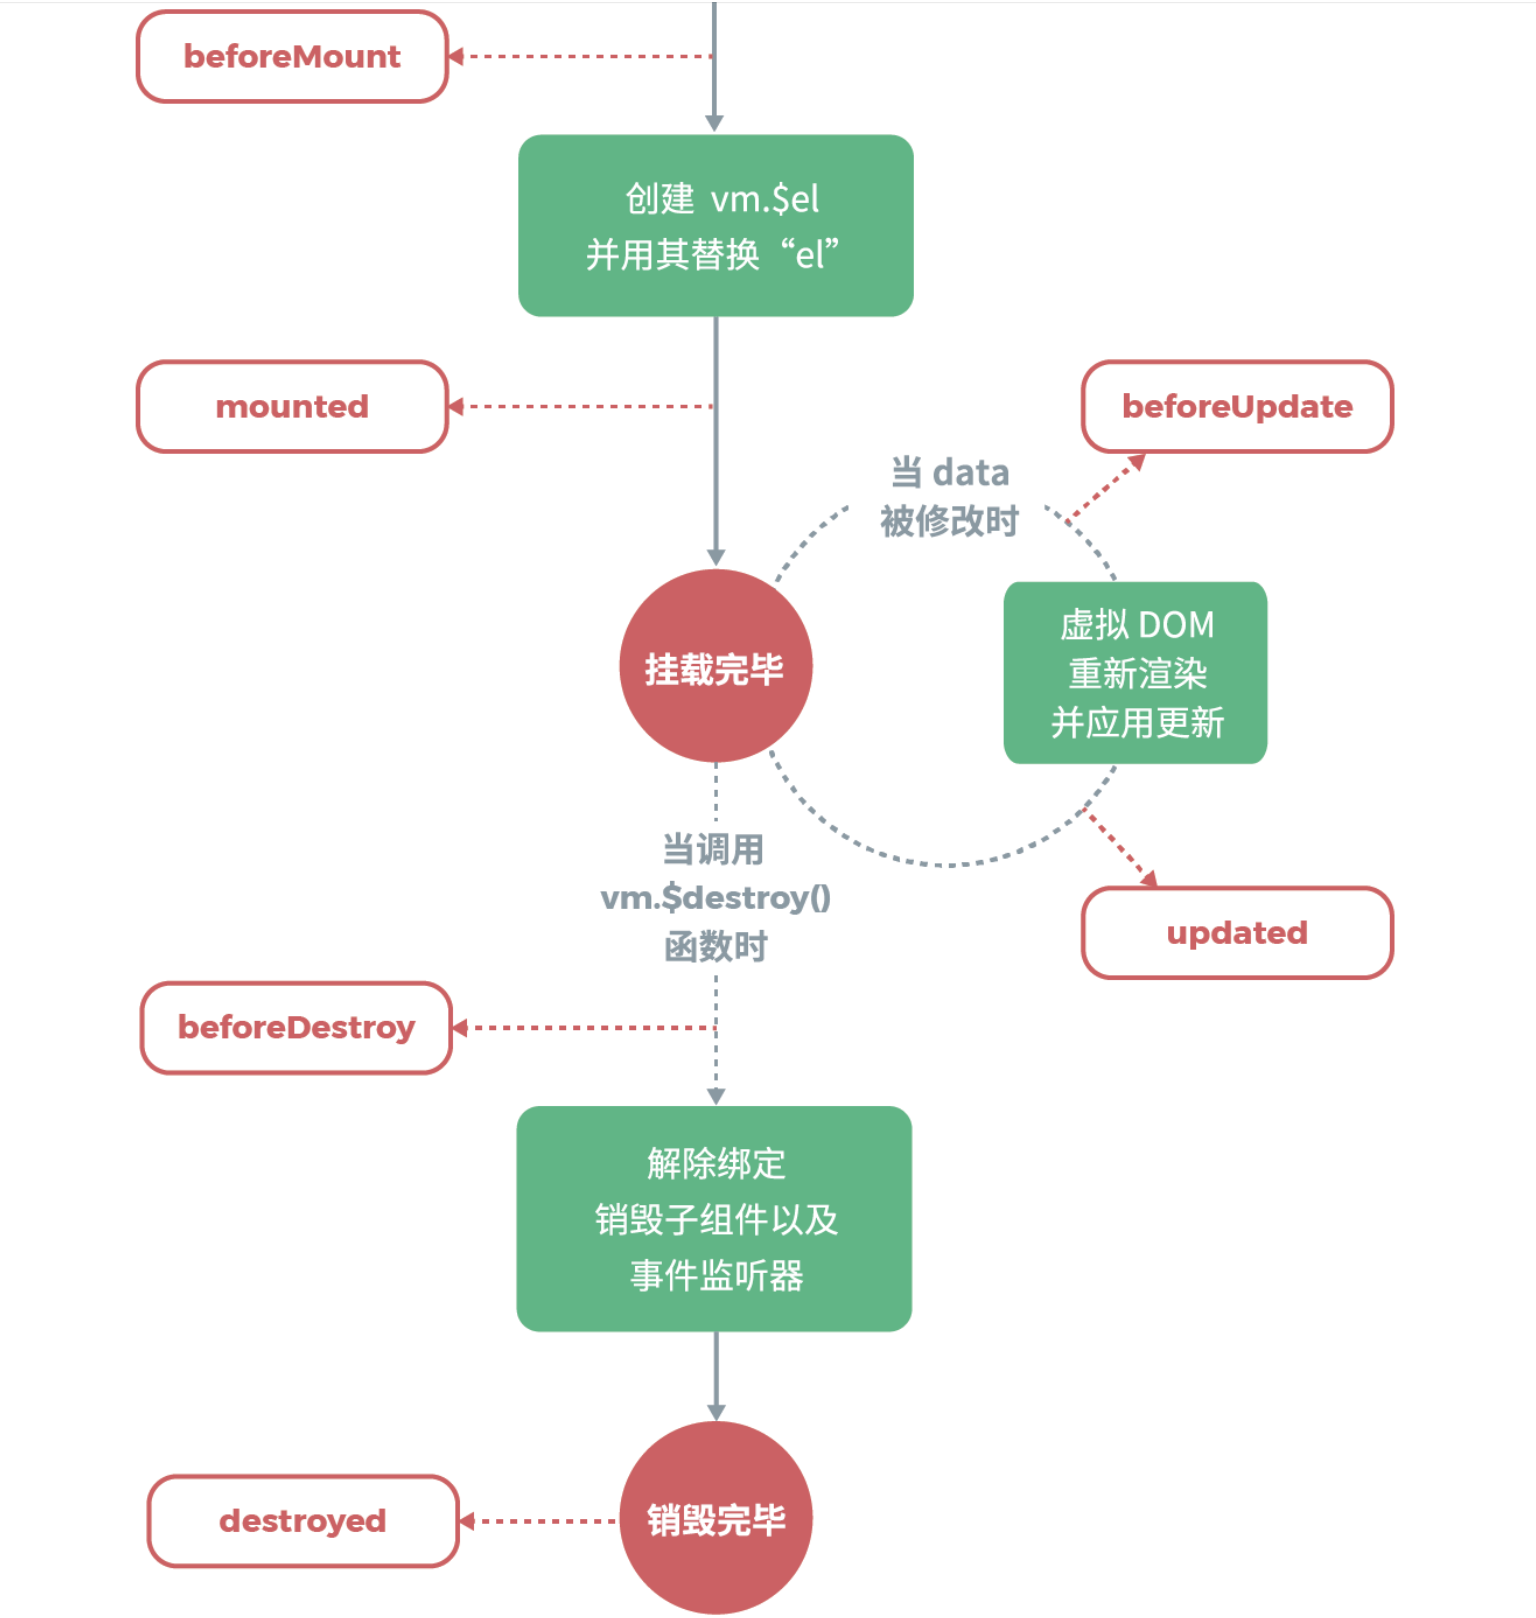 beforeMount
创建 vm.$el
并用其替换“el”
mounted
beforeUpdate
当 data
被修改时
虚拟 DOM
重新渲染
并应用更新
挂载完毕
当调用
vm.$destroy()
函数时
updated
beforeDestroy
解除绑定
销毁子组件以及
事件监听器
destroyed
销毁完毕